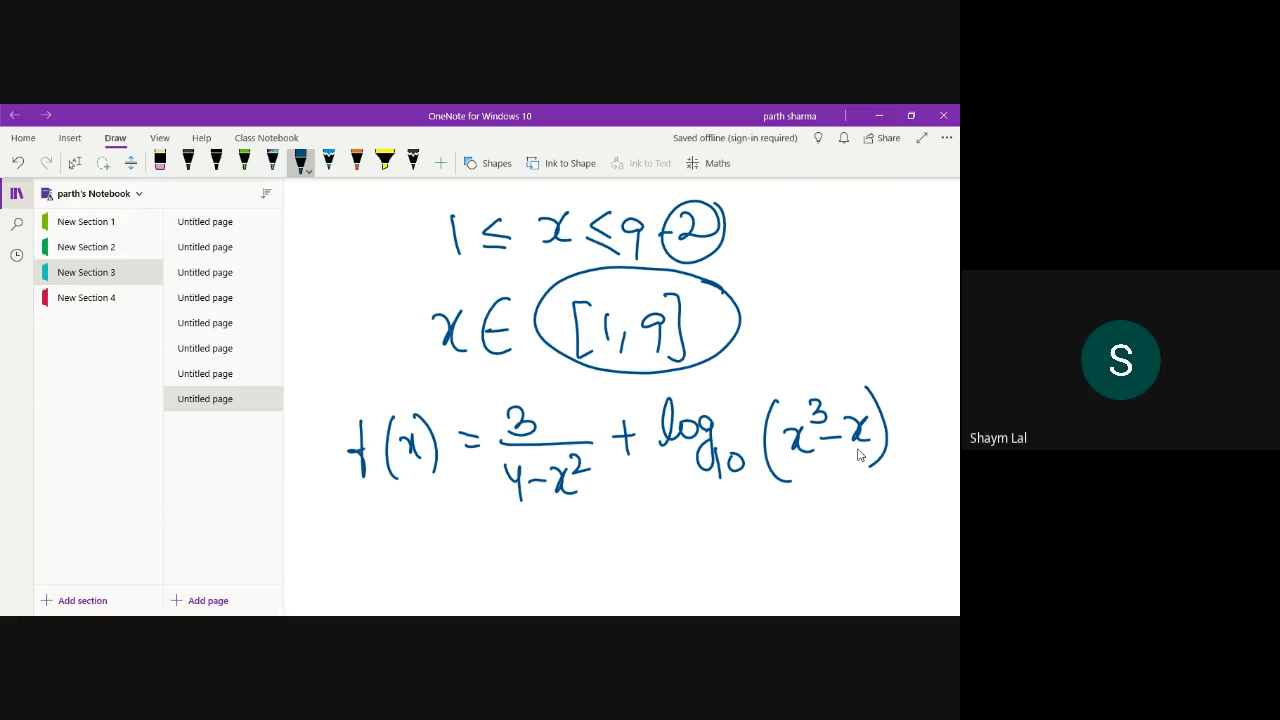 OneNote for Windows 10
parth sharma
Home Insert Draw View Help Class Notebook
Saved offline (sign-in required)
Share
Shapes
Ink to Shape
Ink to Text
Maths
parth's Notebook
New Section 1
New Section 2
New Section 3
New Section 4
Untitled page
Untitled page
Untitled page
Untitled page
Untitled page
Untitled page
Untitled page
Untitled page
+ Add section
+ Add page
1 ≤ x ≤ 9 -2
x ∈ [1, 9]
f(x) = 3/(4-x²) + log₁₀ (x³-x)
S
Shaym Lal